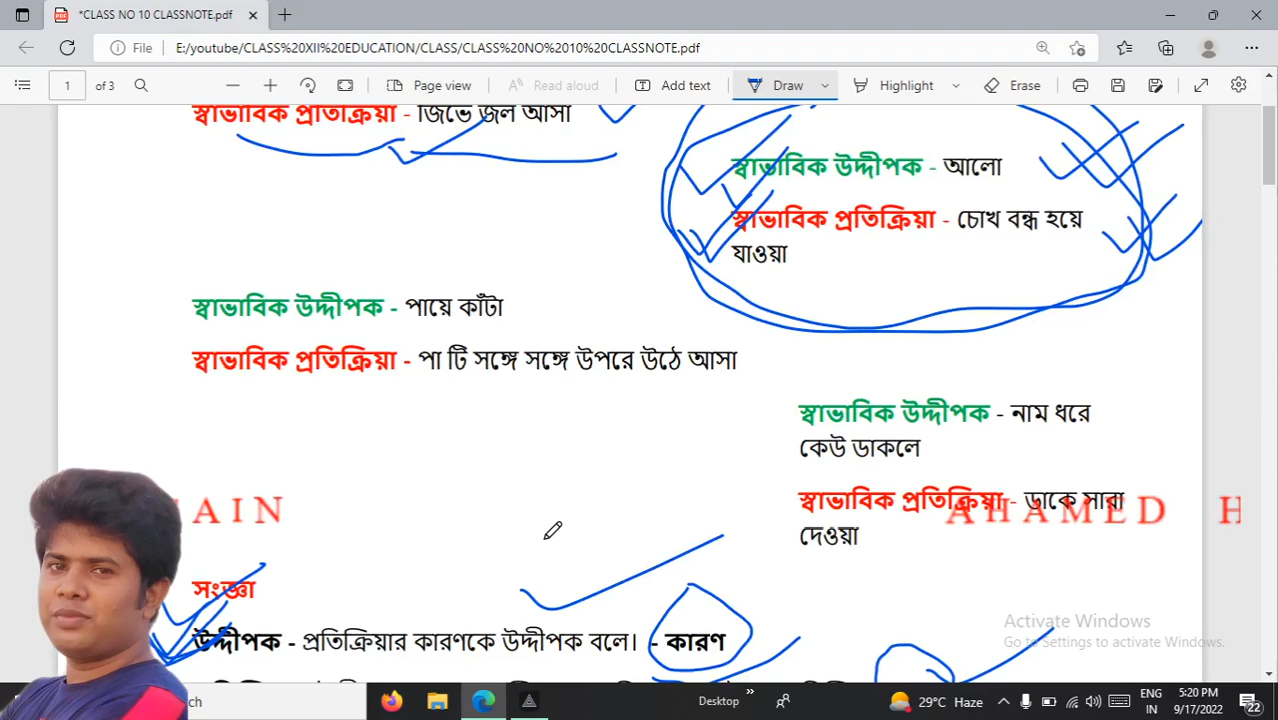 *CLASS NO 10 CLASSNOTE.pdf
File E:/youtube/CLASS%20XII%20EDUCATION/CLASS/CLASS%20NO%2010%20CLASSNOTE.pdf
1 of 3 Page view Read aloud Add text Draw Highlight Erase
স্বাভাবিক প্রতিক্রিয়া - জিভে জল আসা
স্বাভাবিক উদ্দীপক - আলো
স্বাভাবিক প্রতিক্রিয়া - চোখ বন্ধ হয়ে
যাওয়া
স্বাভাবিক উদ্দীপক - পায়ে কাঁটা
স্বাভাবিক প্রতিক্রিয়া - পা টি সঙ্গে সঙ্গে উপরে উঠে আসা
স্বাভাবিক উদ্দীপক - নাম ধরে
কেউ ডাকলে
স্বাভাবিক প্রতিক্রিয়া - ডাকে সারা
দেওয়া
AIN AHAMED H
সংজ্ঞা
উদ্দীপক - প্রতিক্রিয়ার কারণকে উদ্দীপক বলে। - কারণ
Activate Windows
Go to Settings to activate Windows.
rch Desktop 29°C Haze ENG 5:20 PM
IN 9/17/2022 22